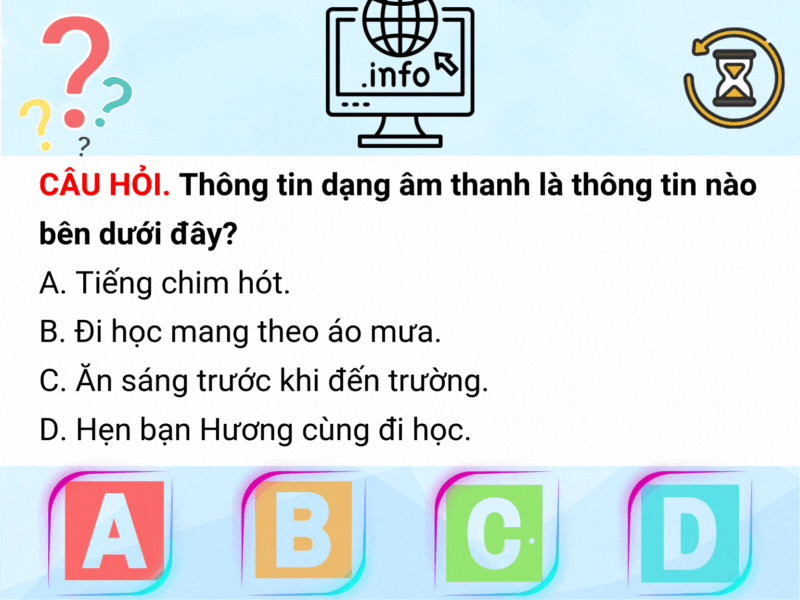 .info
CÂU HỎI. Thông tin dạng âm thanh là thông tin nào
bên dưới đây?
A. Tiếng chim hót.
B. Đi học mang theo áo mưa.
C. Ăn sáng trước khi đến trường.
D. Hẹn bạn Hương cùng đi học.
A B C D